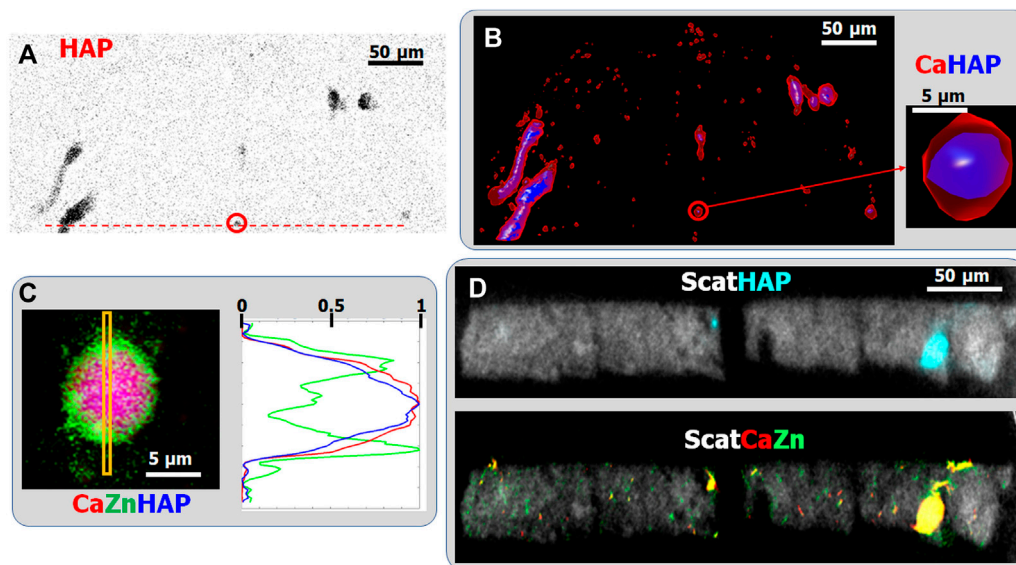 A
HAP
50 µm
B
50 µm
CaHAP
5 µm
C
0
0.5
1
5 µm
CaZnHAP
D
ScatHAP
50 µm
ScatCaZn